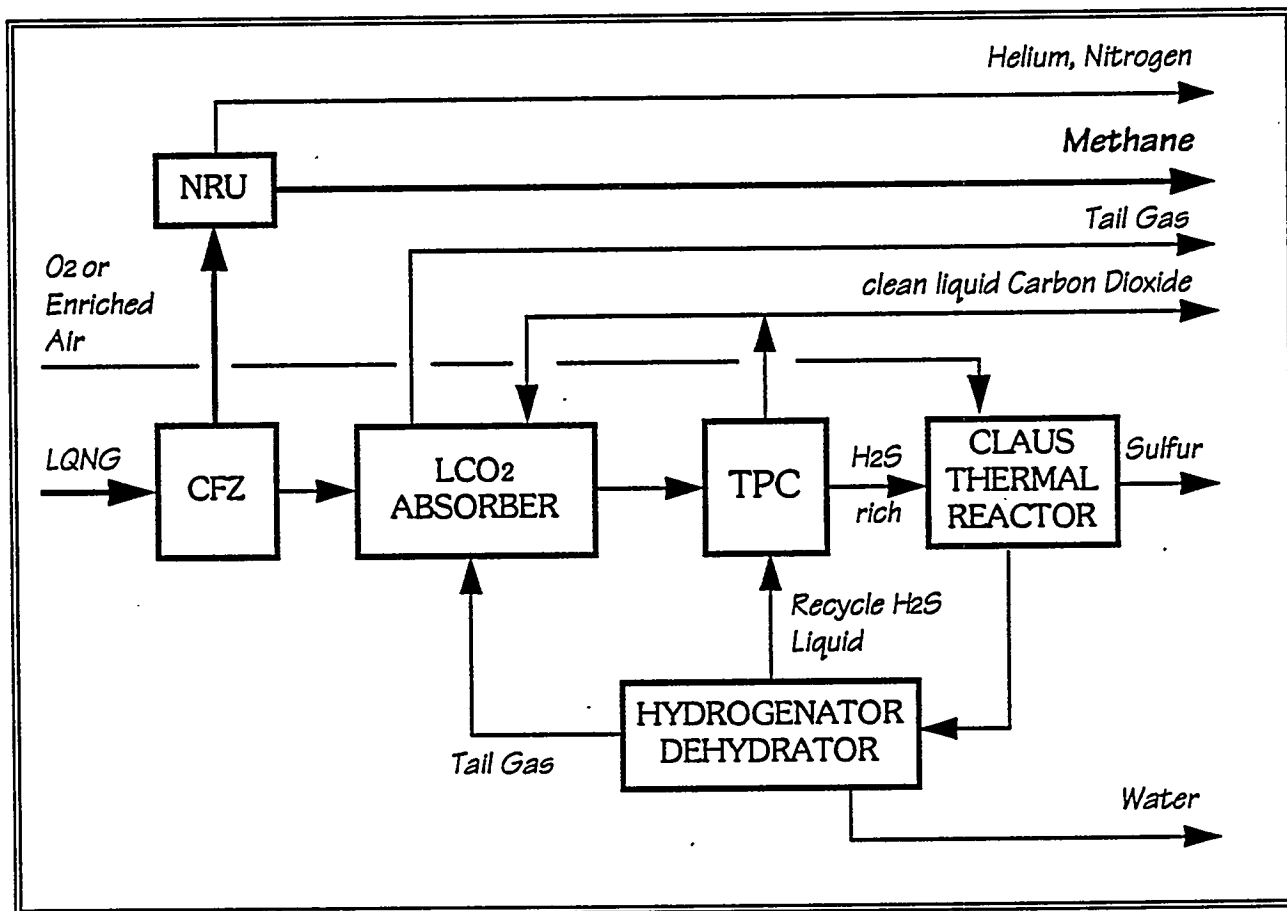 Helium, Nitrogen
Methane
NRU
Tail Gas
O2 or
Enriched
Air
clean liquid Carbon Dioxide
LQNG
CFZ
LCO2
ABSORBER
TPC
H2S
rich
CLAUS
THERMAL
REACTOR
Sulfur
Recycle H2S
Liquid
HYDROGENATOR
DEHYDRATOR
Tail Gas
Water